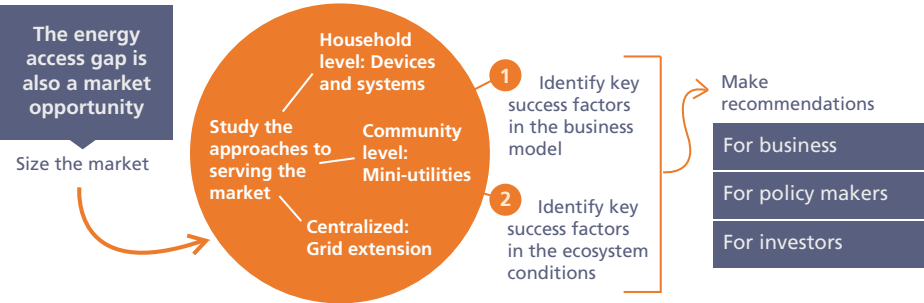 The energy
access gap is
also a market
opportunity
Size the market
Study the
approaches to
serving the
market
Household
level: Devices
and systems
Community
level:
Mini-utilities
Centralized:
Grid extension
1
Identify key
success factors
in the business
model
2
Identify key
success factors
in the ecosystem
conditions
Make
recommendations
For business
For policy makers
For investors